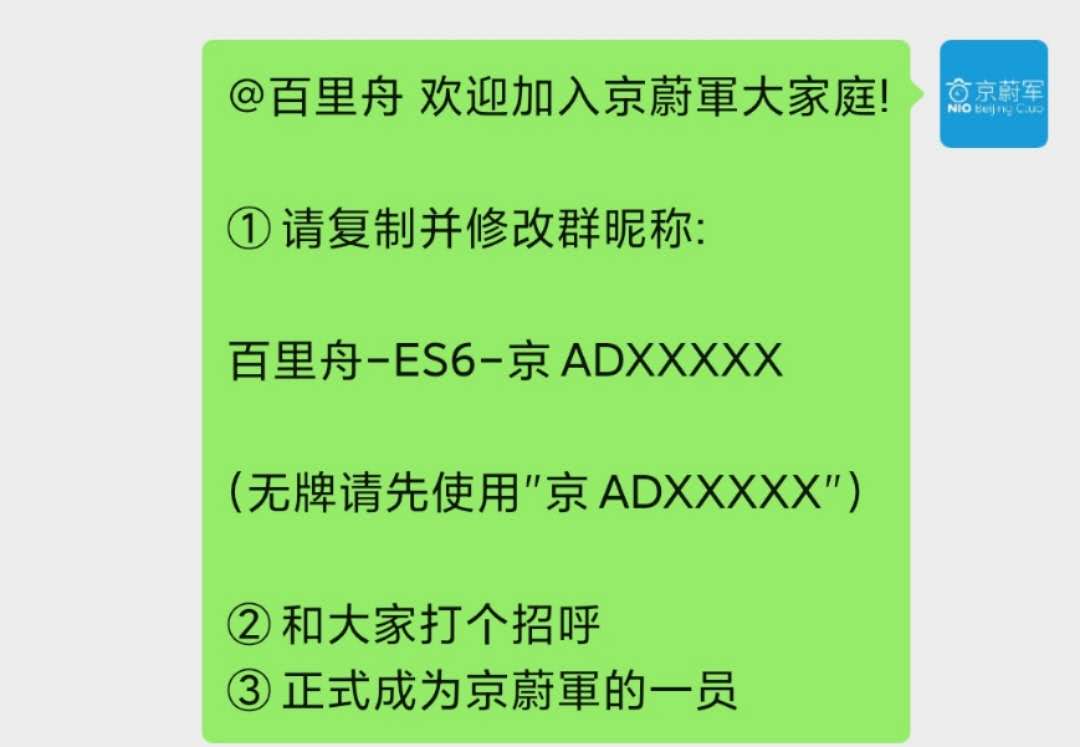 @百里舟 欢迎加入京蔚軍大家庭!
京蔚军
NIO Beijing Club
① 请复制并修改群昵称:
百里舟-ES6-京 ADXXXXX
(无牌请先使用"京 ADXXXXX")
② 和大家打个招呼
③ 正式成为京蔚軍的一员